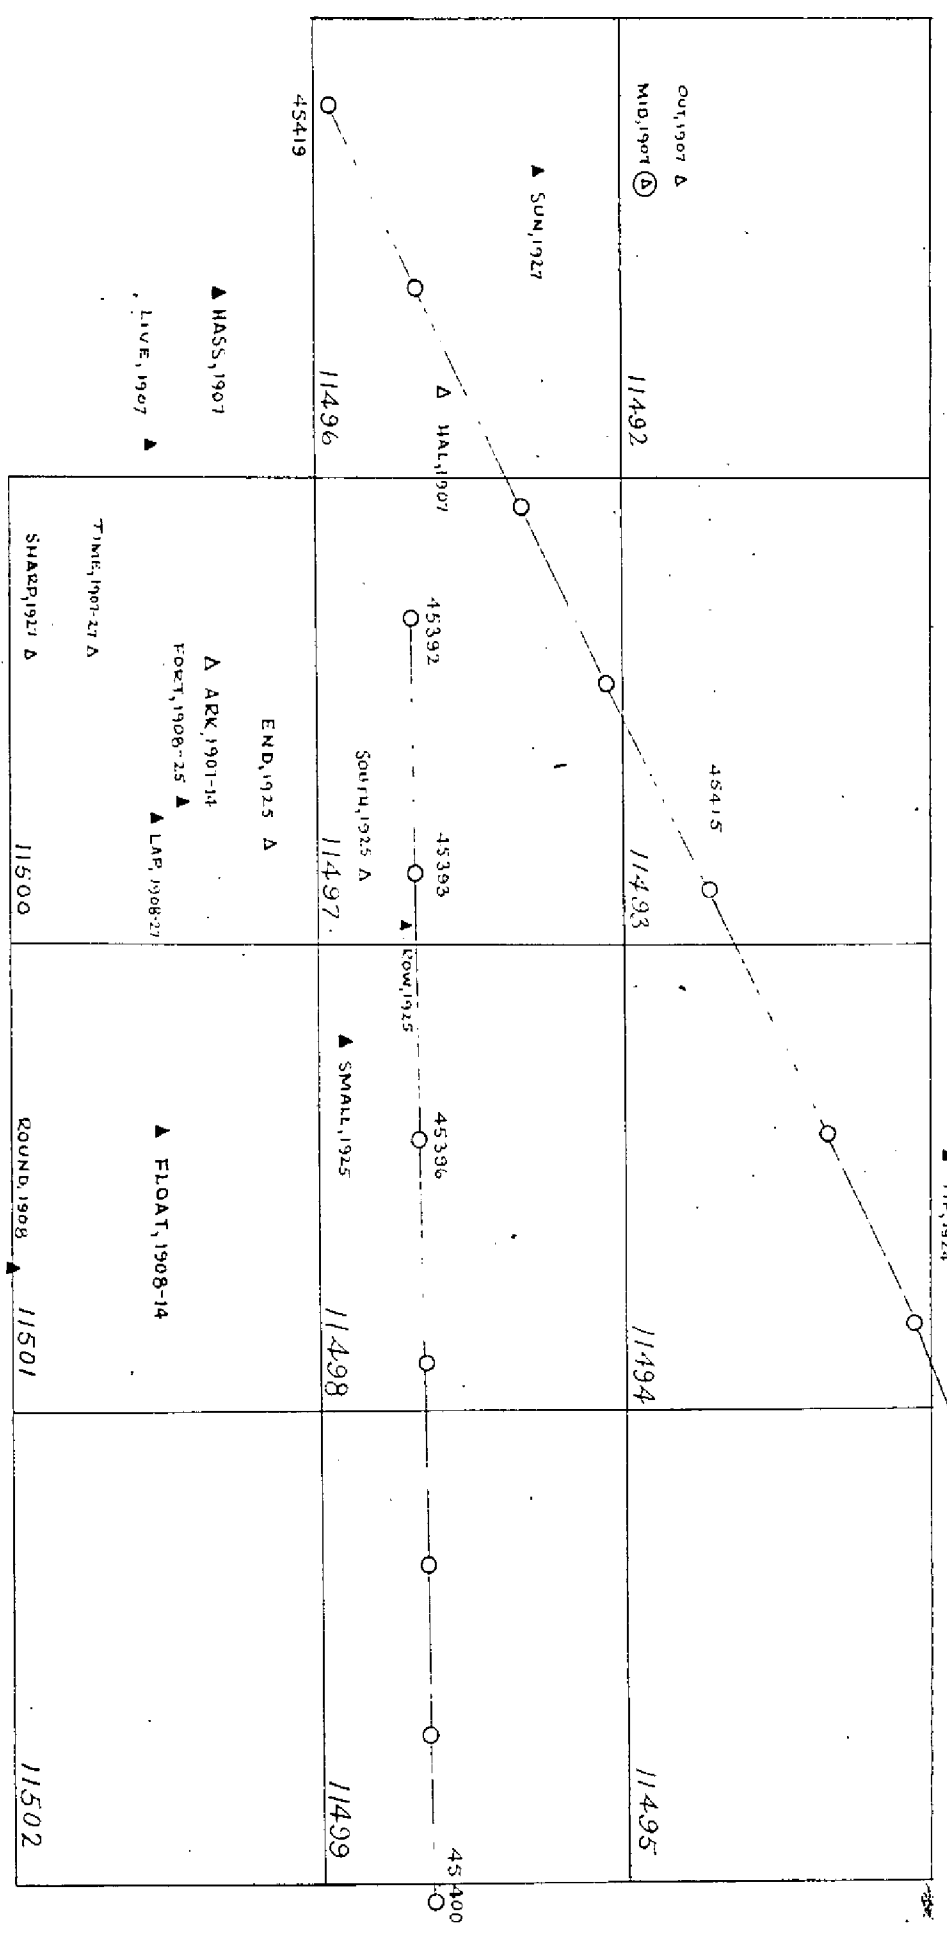 OUT, 1907
MID, 1907
SUN, 1927
45419
11492
11496
HASS, 1907
LIVE, 1907
HAL, 1907
45415
11493
45392
45393
11497
SOUTH, 1925
END, 1925
ARK, 1907-14
FORT, 1908-25
LAP, 1908-27
TIME, 1907-27
SHARP, 1927
11500
ROW, 1925
SMALL, 1925
45396
11494
11498
FLOAT, 1908-14
ROUND, 1908
11501
11495
11499
45400
11502